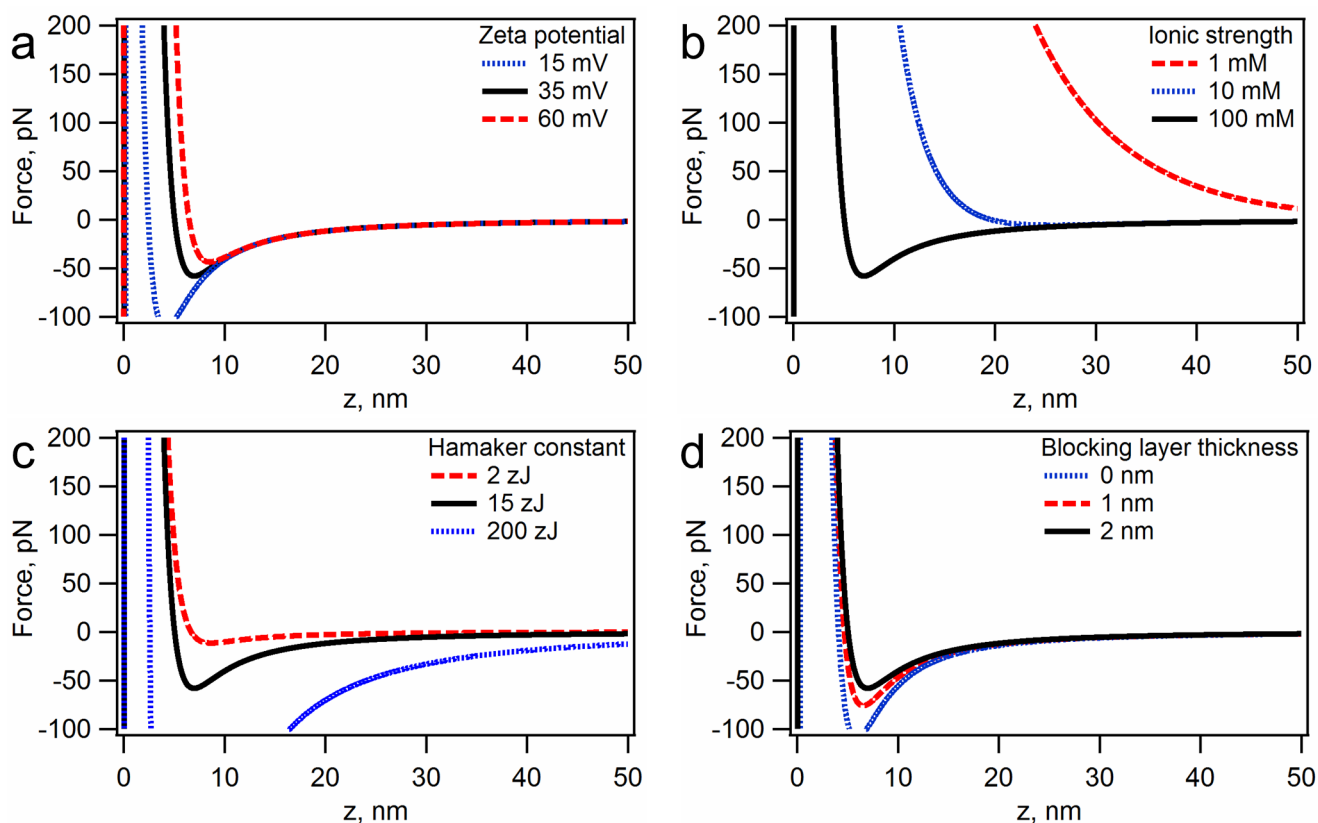 a
Zeta potential
15 mV
35 mV
60 mV
200
150
100
50
0
-50
-100
Force, pN
0 10 20 30 40 50
z, nm
b
Ionic strength
1 mM
10 mM
100 mM
200
150
100
50
0
-50
-100
Force, pN
0 10 20 30 40 50
z, nm
c
Hamaker constant
2 zJ
15 zJ
200 zJ
200
150
100
50
0
-50
-100
Force, pN
0 10 20 30 40 50
z, nm
d
Blocking layer thickness
0 nm
1 nm
2 nm
200
150
100
50
0
-50
-100
Force, pN
0 10 20 30 40 50
z, nm